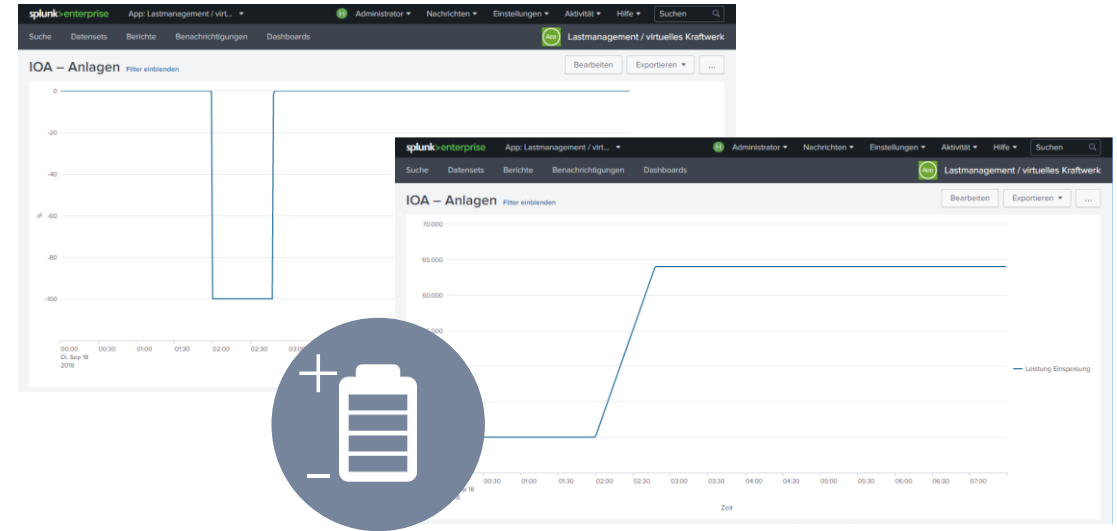 splunk>enterprise App: Lastmanagement / virt... Administrator Nachrichten Einstellungen Aktivität Hilfe Suchen
Suche Datensets Berichte Benachrichtigungen Dashboards App Lastmanagement / virtuelles Kraftwerk
IOA – Anlagen Filter einblenden Bearbeiten Exportieren ...
0
-20
-40
% -60
-80
-100
00:00 00:30 01:00 01:30 02:00 02:30 03:00
Di. Sep 18
2018
splunk>enterprise App: Lastmanagement / virt... Administrator Nachrichten Einstellungen Aktivität Hilfe Suchen
Suche Datensets Berichte Benachrichtigungen Dashboards App Lastmanagement / virtuelles Kraftwerk
IOA – Anlagen Filter einblenden Bearbeiten Exportieren ...
70.000
65.000
60.000
Leistung Einspeisung
00:30 01:00 01:30 02:00 02:30 03:00 03:30 04:00 04:30 05:00 05:30 06:00 06:30 07:00
18
Zeit
+
–